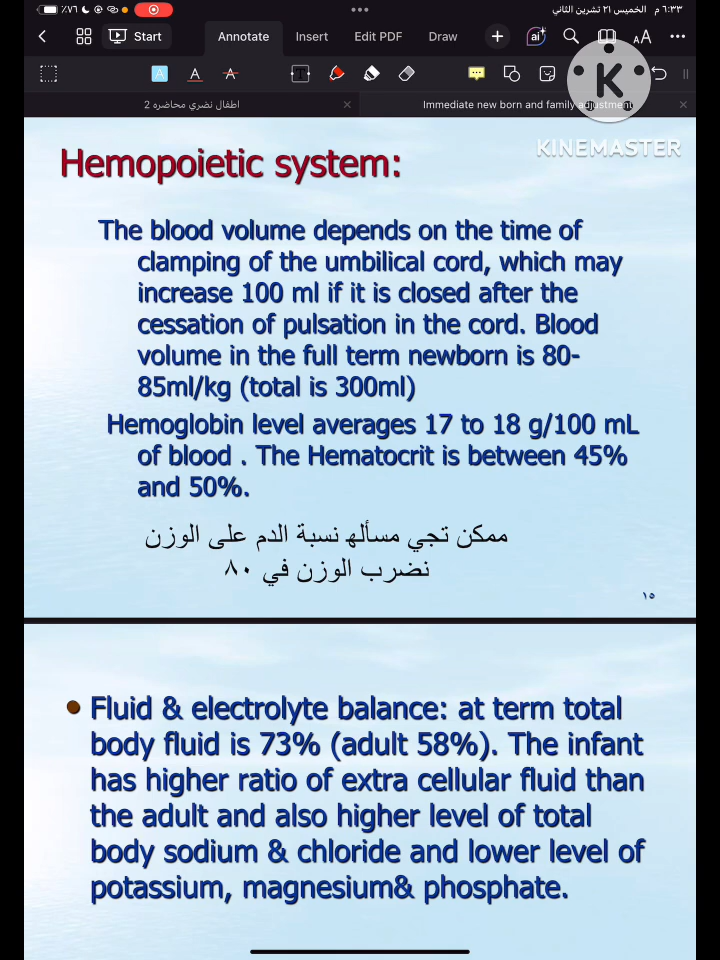 ٪٧٦ ٦:٣٣ م الخميس ٢١ تشرين الثاني
Start Annotate Insert Edit PDF Draw ai AA
A A A T
اطفال نضري محاضره 2 Immediate new born and family adjustment
K
KINEMASTER
Hemopoietic system:
The blood volume depends on the time of
clamping of the umbilical cord, which may
increase 100 ml if it is closed after the
cessation of pulsation in the cord. Blood
volume in the full term newborn is 80-
85ml/kg (total is 300ml)
Hemoglobin level averages 17 to 18 g/100 mL
of blood . The Hematocrit is between 45%
and 50%.
ممكن تجي مسأله نسبة الدم على الوزن
نضرب الوزن في ٨٠
١٥
Fluid & electrolyte balance: at term total
body fluid is 73% (adult 58%). The infant
has higher ratio of extra cellular fluid than
the adult and also higher level of total
body sodium & chloride and lower level of
potassium, magnesium& phosphate.